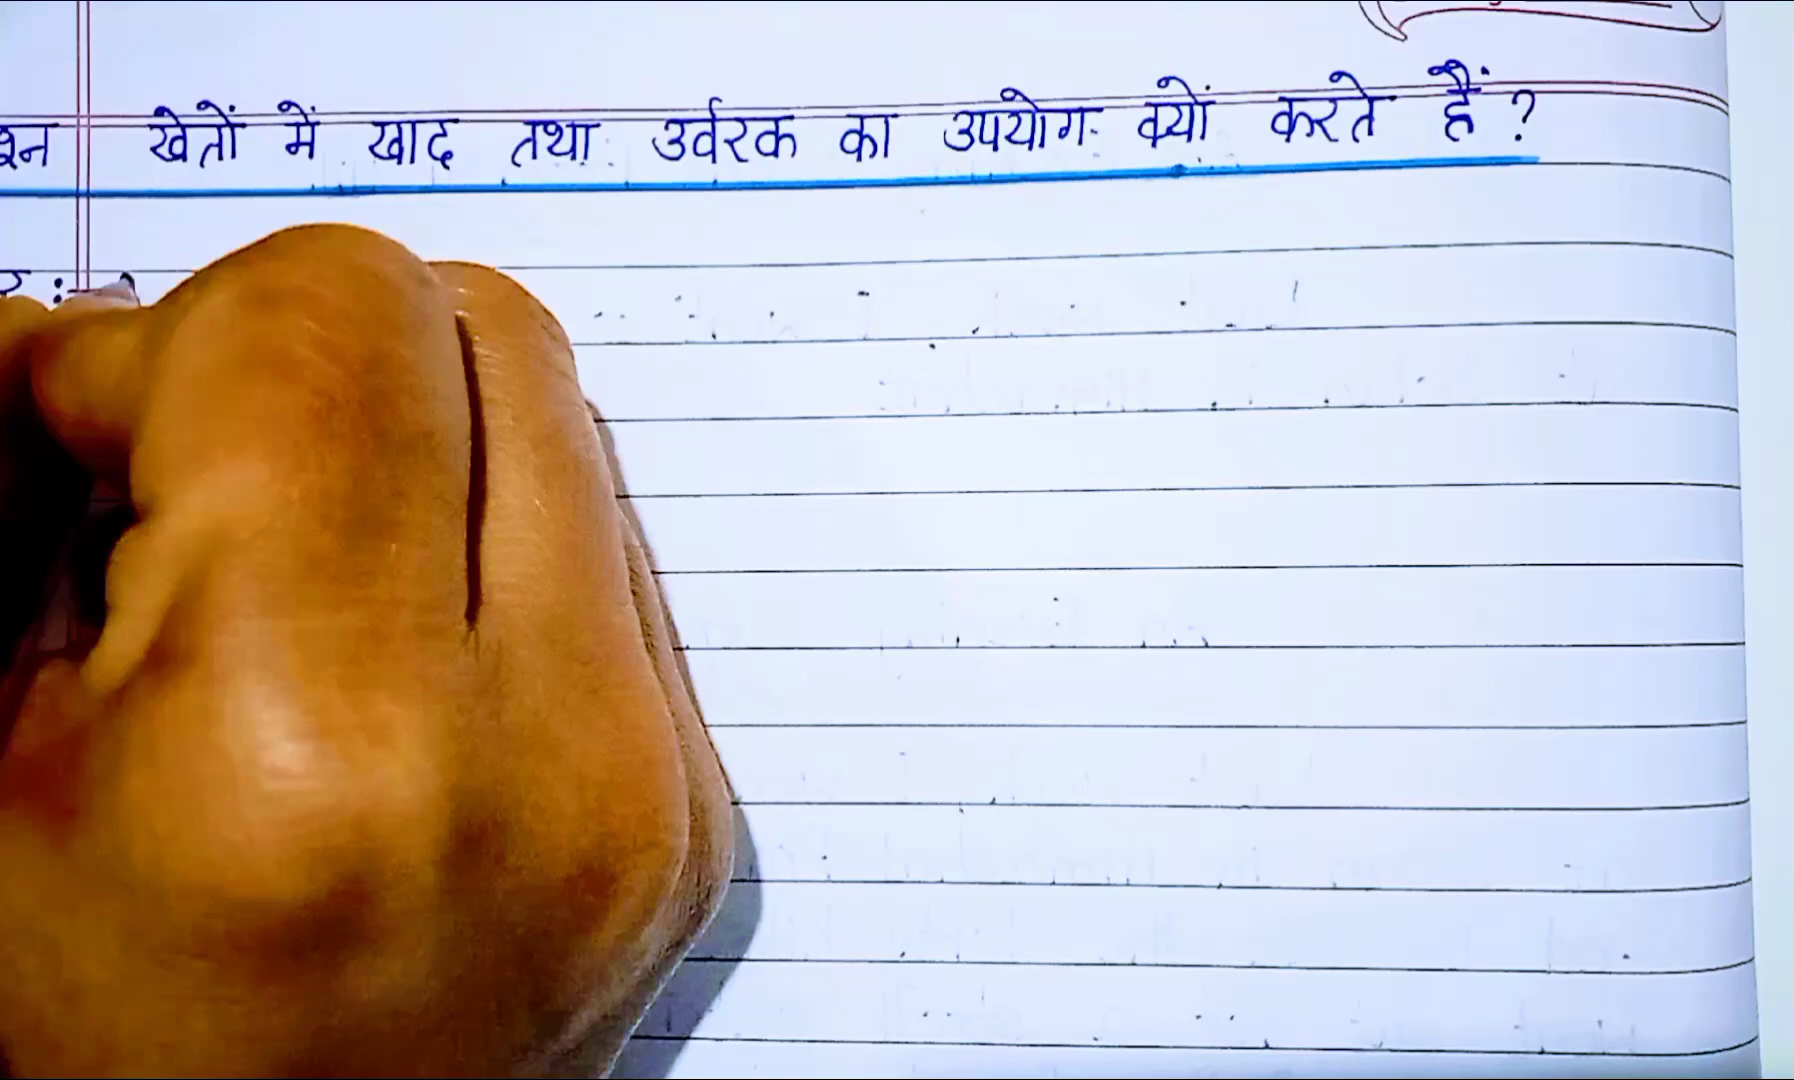 खेतों में खाद तथा उर्वरक का उपयोग क्यों करते हैं ?